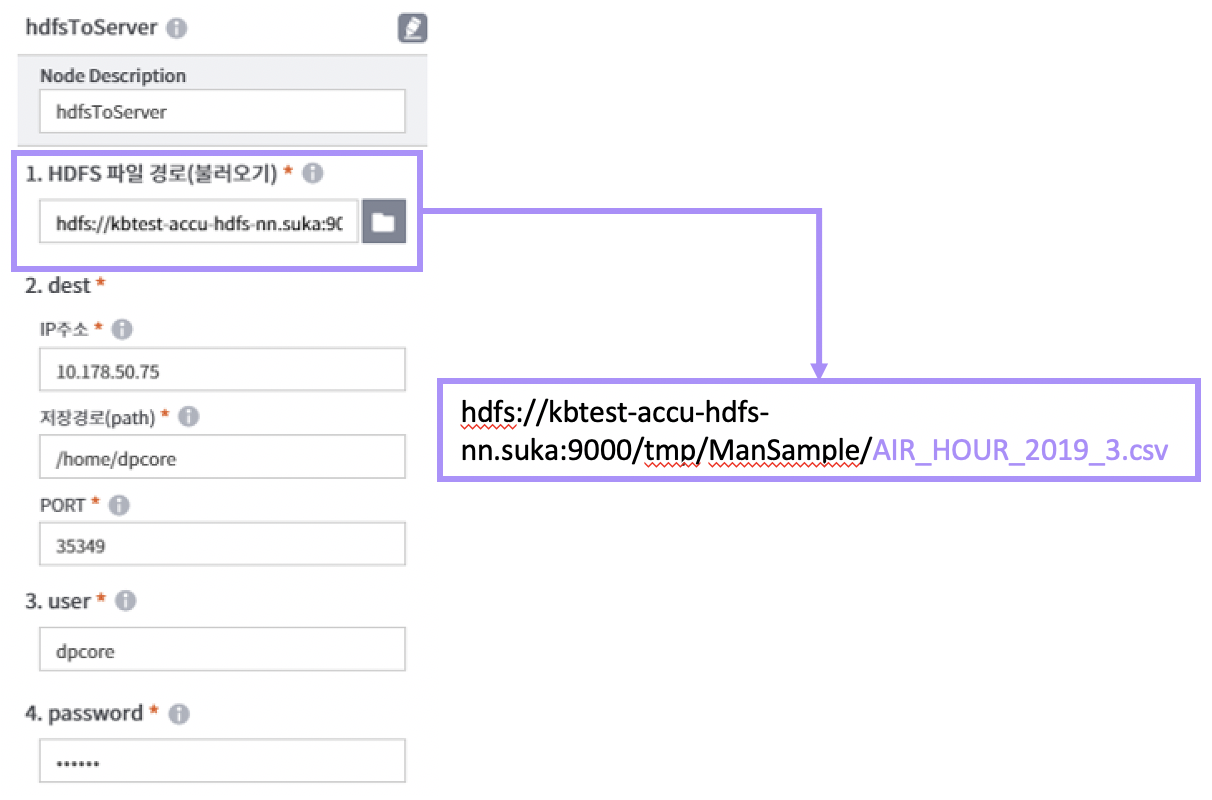 hdfsToServer
Node Description
hdfsToServer
1. HDFS 파일 경로(불러오기) *
hdfs://kbtest-accu-hdfs-nn.suka:90
2. dest *
IP주소 *
10.178.50.75
저장경로(path) *
/home/dpcore
PORT *
35349
3. user *
dpcore
4. password *
••••••
hdfs://kbtest-accu-hdfs-
nn.suka:9000/tmp/ManSample/AIR_HOUR_2019_3.csv